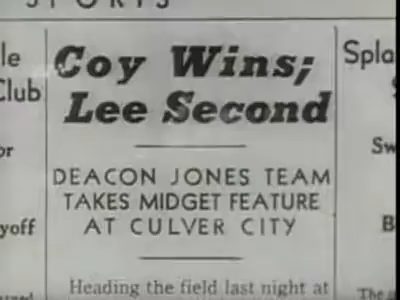 SPORTS
le
Club
or
yoff
Coy Wins;
Lee Second
DEACON JONES TEAM
TAKES MIDGET FEATURE
AT CULVER CITY
Heading the field last night at
Spla
S
Sw
B
The